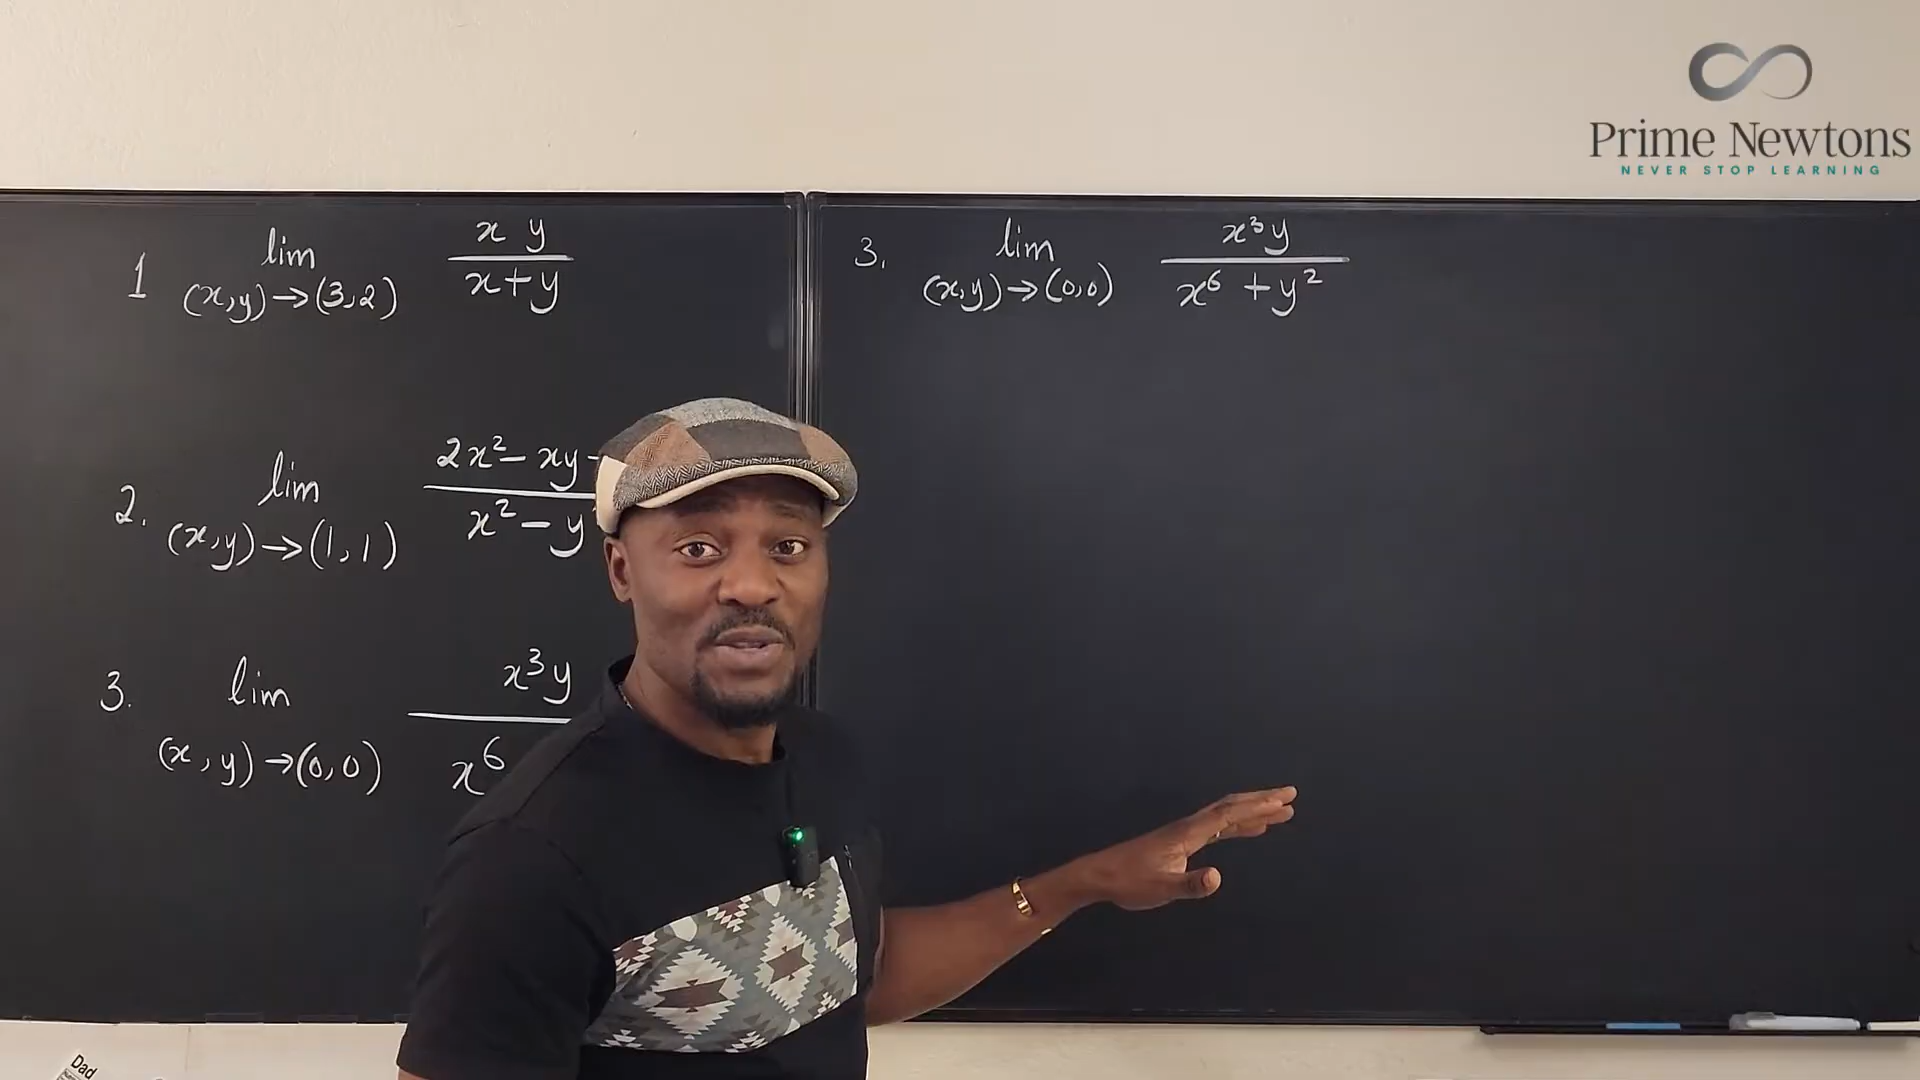 Prime Newtons
NEVER STOP LEARNING
1 lim (x,y)→(3,2) x y / x+y
2. lim (x,y)→(1,1) 2x² - xy - / x² - y
3. lim (x,y)→(0,0) x³y / x⁶
3. lim (x,y)→(0,0) x³y / x⁶ + y²
Dad